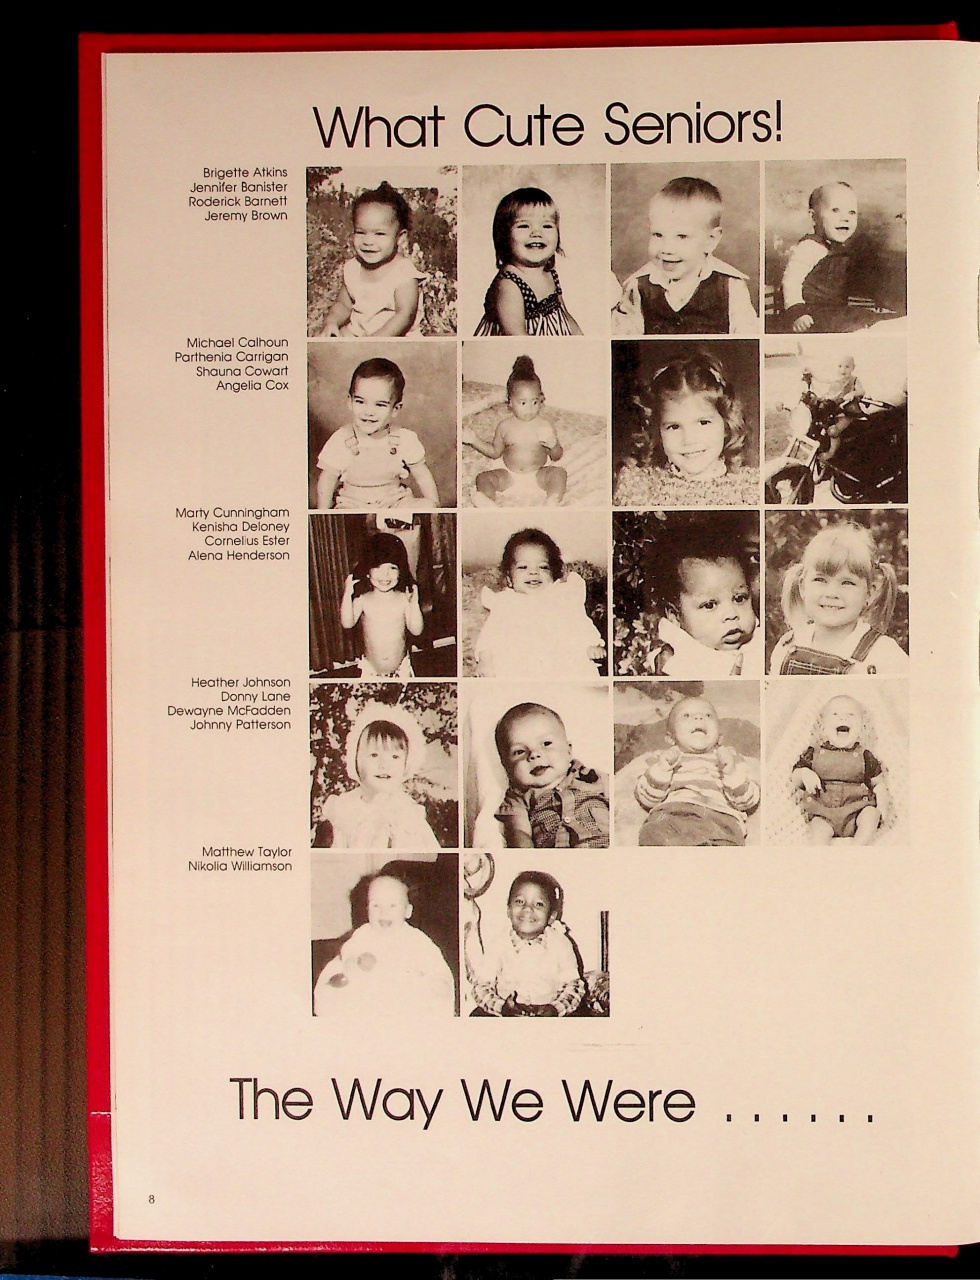 What Cute Seniors!
Brigette Atkins
Jennifer Banister
Roderick Barnett
Jeremy Brown
Michael Calhoun
Parthenia Carrigan
Shauna Cowart
Angelia Cox
Marty Cunningham
Kenisha Deloney
Cornelius Ester
Alena Henderson
Heather Johnson
Donny Lane
Dewayne McFadden
Johnny Patterson
Matthew Taylor
Nikolia Williamson
The Way We Were . . . . . .
8